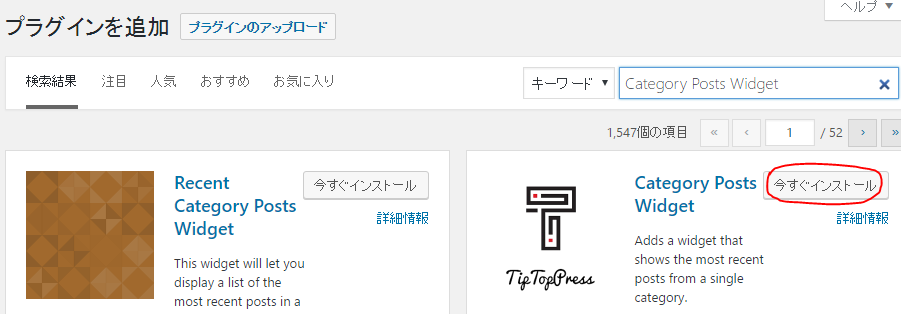 ヘルプ ▼
プラグインを追加 プラグインのアップロード
検索結果 注目 人気 おすすめ お気に入り キーワード ▼ Category Posts Widget ×
1,547個の項目 « ‹ 1 / 52 › »
Recent
Category Posts
Widget
今すぐインストール
詳細情報
This widget will let you
display a list of the
most recent posts in a
TipTopPress
Category Posts
Widget
今すぐインストール
詳細情報
Adds a widget that
shows the most recent
posts from a single
category.